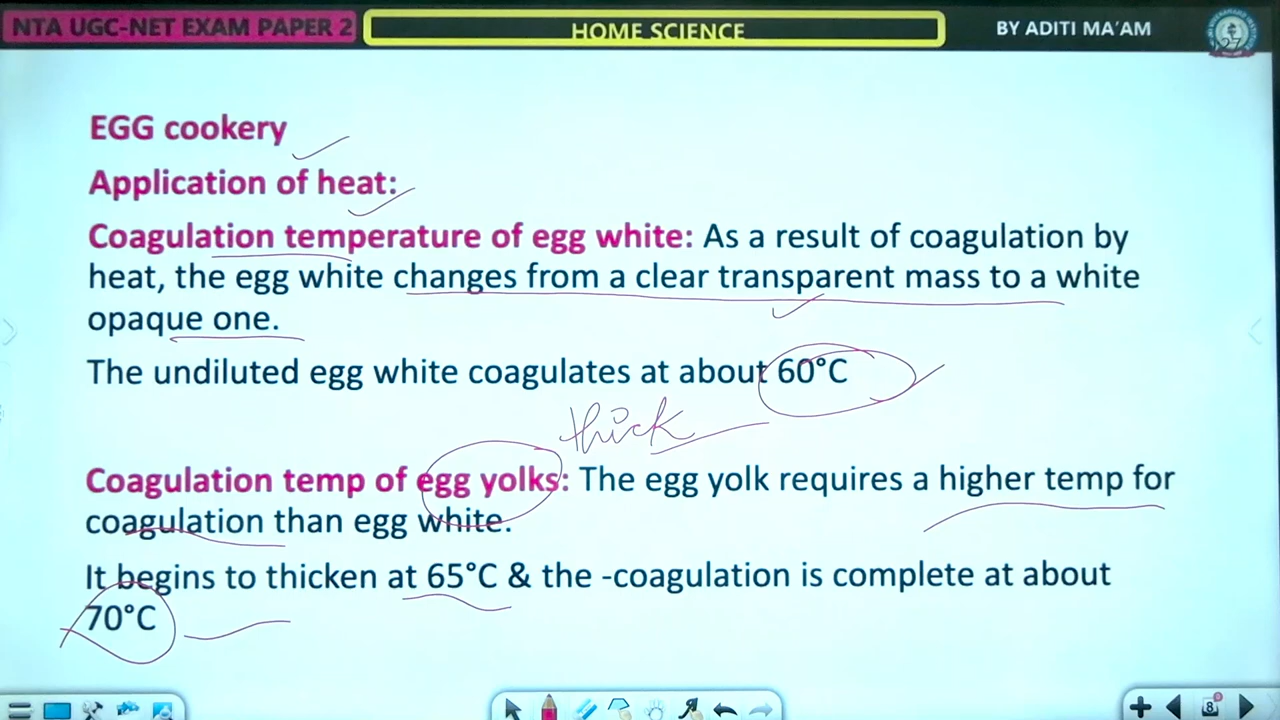 NTA UGC-NET EXAM PAPER 2
HOME SCIENCE
BY ADITI MA'AM
EGG cookery
Application of heat:
Coagulation temperature of egg white: As a result of coagulation by
heat, the egg white changes from a clear transparent mass to a white
opaque one.
The undiluted egg white coagulates at about 60°C
thick
Coagulation temp of egg yolks: The egg yolk requires a higher temp for
coagulation than egg white.
It begins to thicken at 65°C & the -coagulation is complete at about
70°C
8